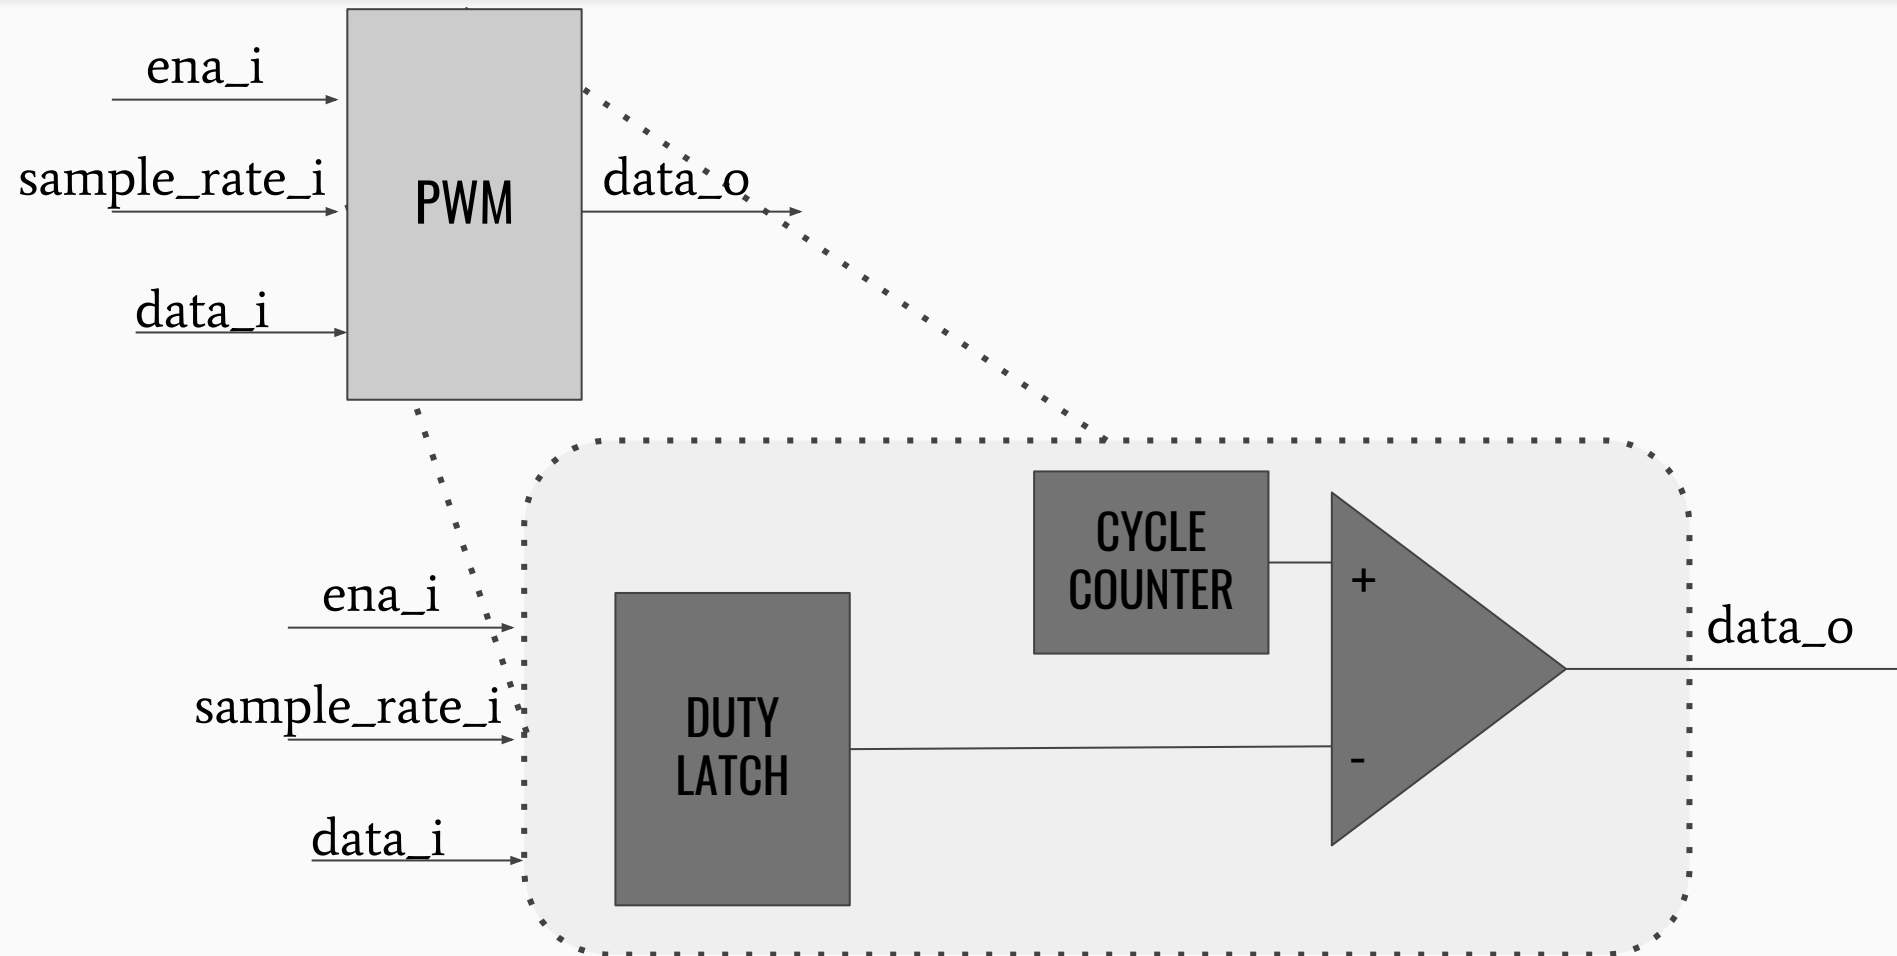 ena_i
sample_rate_i
data_i
PWM
data_o
ena_i
sample_rate_i
data_i
DUTY
LATCH
CYCLE
COUNTER
+
-
data_o